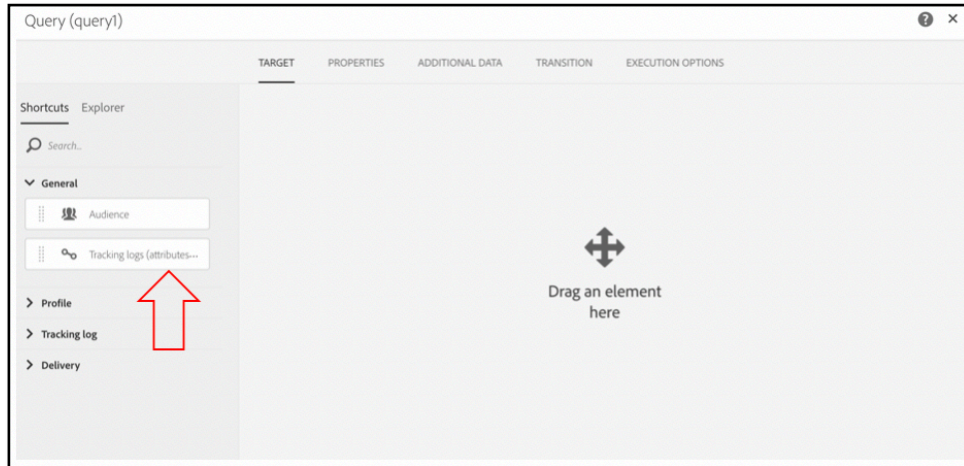 Query (query1)
TARGET PROPERTIES ADDITIONAL DATA TRANSITION EXECUTION OPTIONS
Shortcuts Explorer
Search..
General
Audience
Tracking logs (attributes...
Profile
Tracking log
Delivery
Drag an element
here